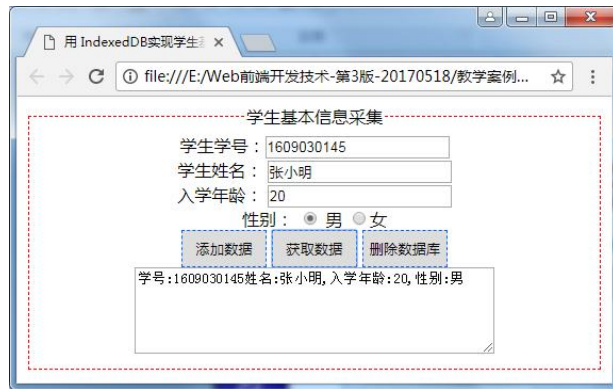 用 IndexedDB实现学生
file:///E:/Web前端开发技术-第3版-20170518/教学案例...
学生基本信息采集
学生学号：1609030145
学生姓名： 张小明
入学年龄： 20
性别： 男 女
添加数据 获取数据 删除数据库
学号:1609030145姓名:张小明,入学年龄:20,性别:男